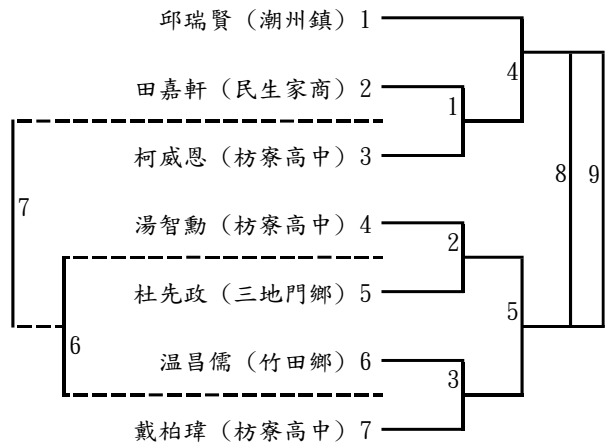 邱瑞賢（潮州鎮）1
4
田嘉軒（民生家商）2
1
柯威恩（枋寮高中）3
8
9
7
湯智勳（枋寮高中）4
2
杜先政（三地門鄉）5
5
6
温昌儒（竹田鄉）6
3
戴柏瑋（枋寮高中）7